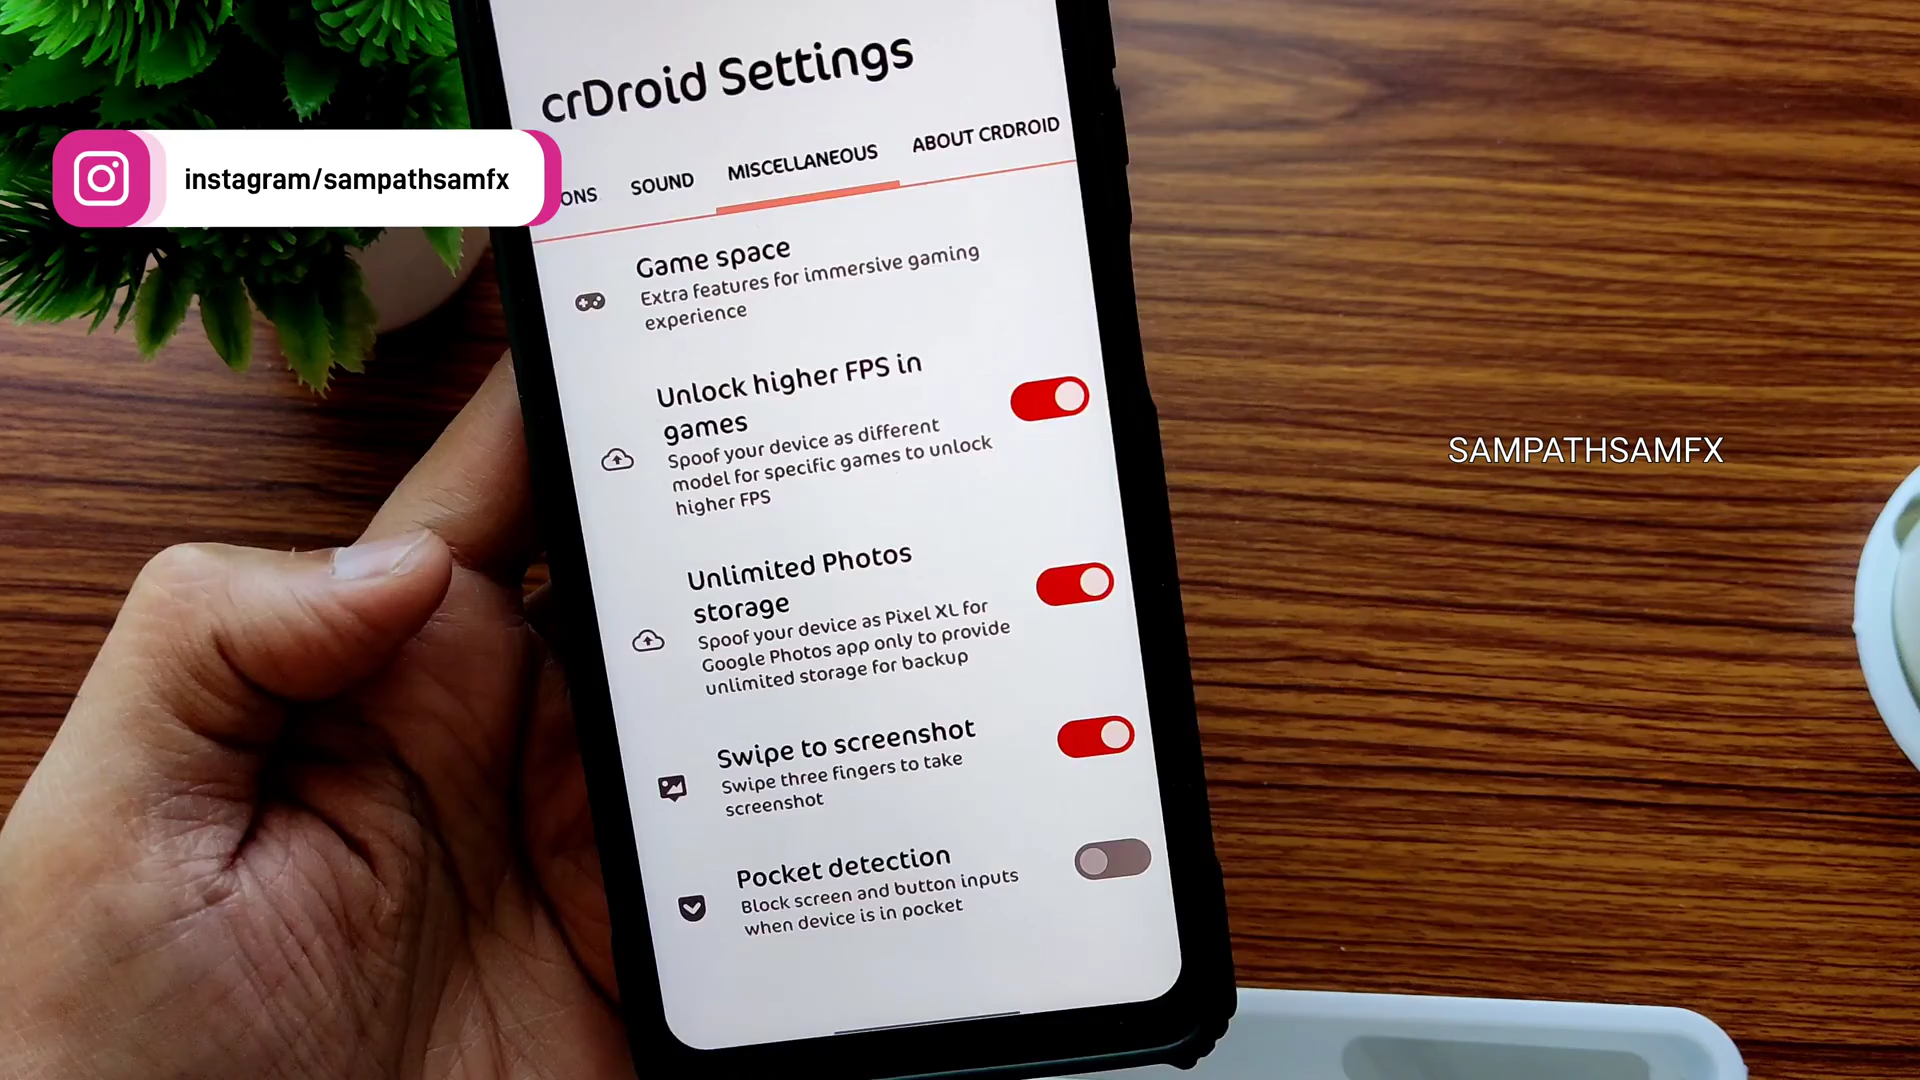 crDroid Settings
ONS SOUND MISCELLANEOUS ABOUT CRDROID
instagram/sampathsamfx
Game space
Extra features for immersive gaming
experience
Unlock higher FPS in
games
Spoof your device as different
model for specific games to unlock
higher FPS
SAMPATHSAMFX
Unlimited Photos
storage
Spoof your device as Pixel XL for
Google Photos app only to provide
unlimited storage for backup
Swipe to screenshot
Swipe three fingers to take
screenshot
Pocket detection
Block screen and button inputs
when device is in pocket